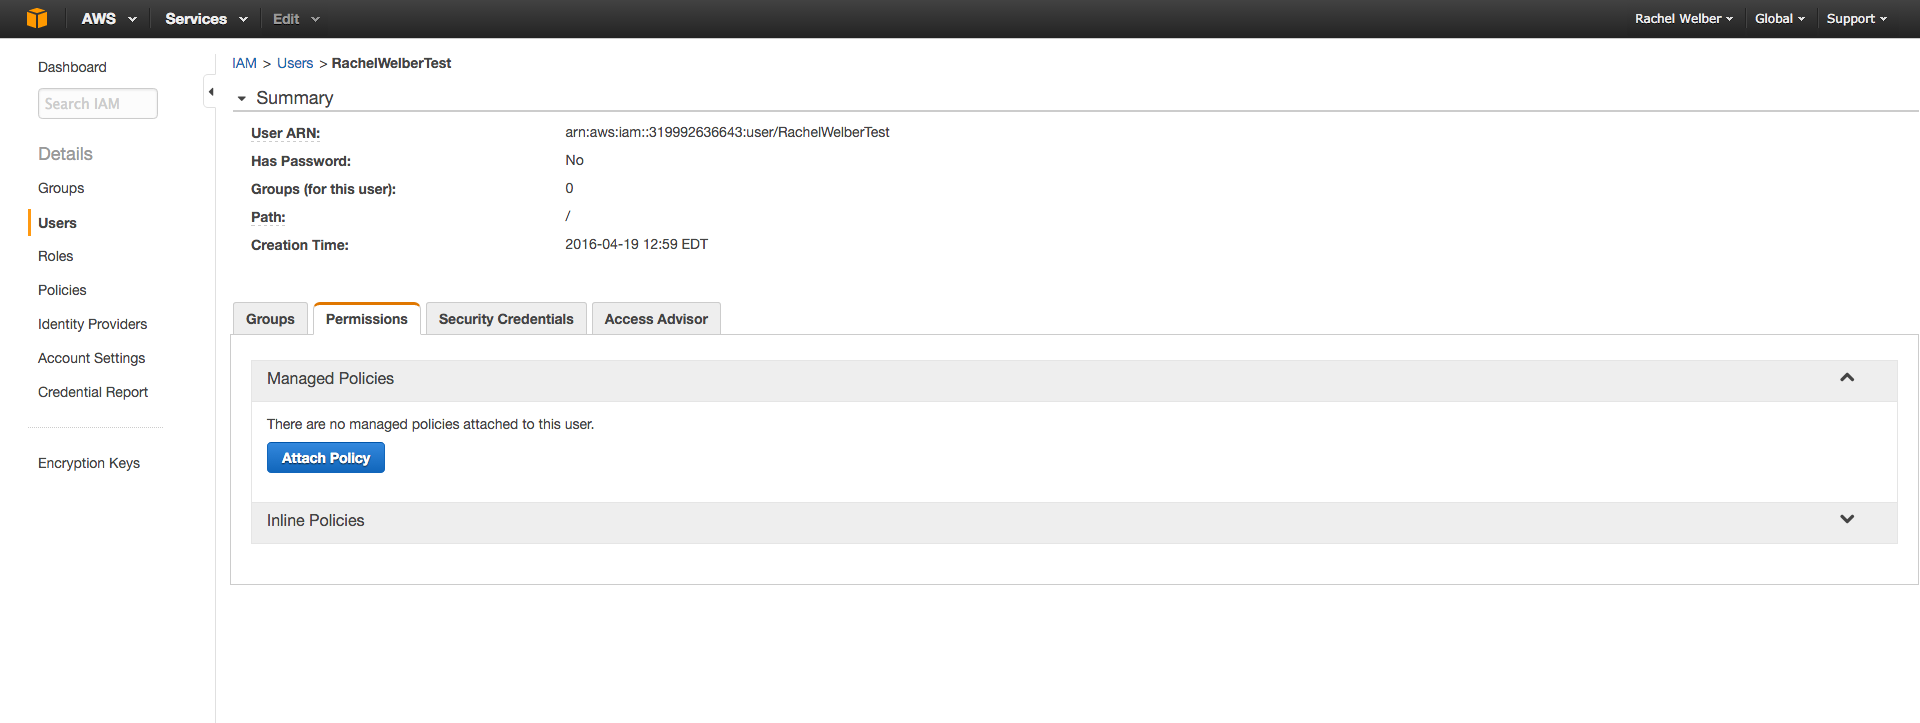 AWS Services Edit Rachel Welber Global Support
Dashboard
Search IAM
Details
Groups
Users
Roles
Policies
Identity Providers
Account Settings
Credential Report
Encryption Keys
IAM > Users > RachelWelberTest
Summary
User ARN: arn:aws:iam::319992636643:user/RachelWelberTest
Has Password: No
Groups (for this user): 0
Path: /
Creation Time: 2016-04-19 12:59 EDT
Groups Permissions Security Credentials Access Advisor
Managed Policies
There are no managed policies attached to this user.
Attach Policy
Inline Policies